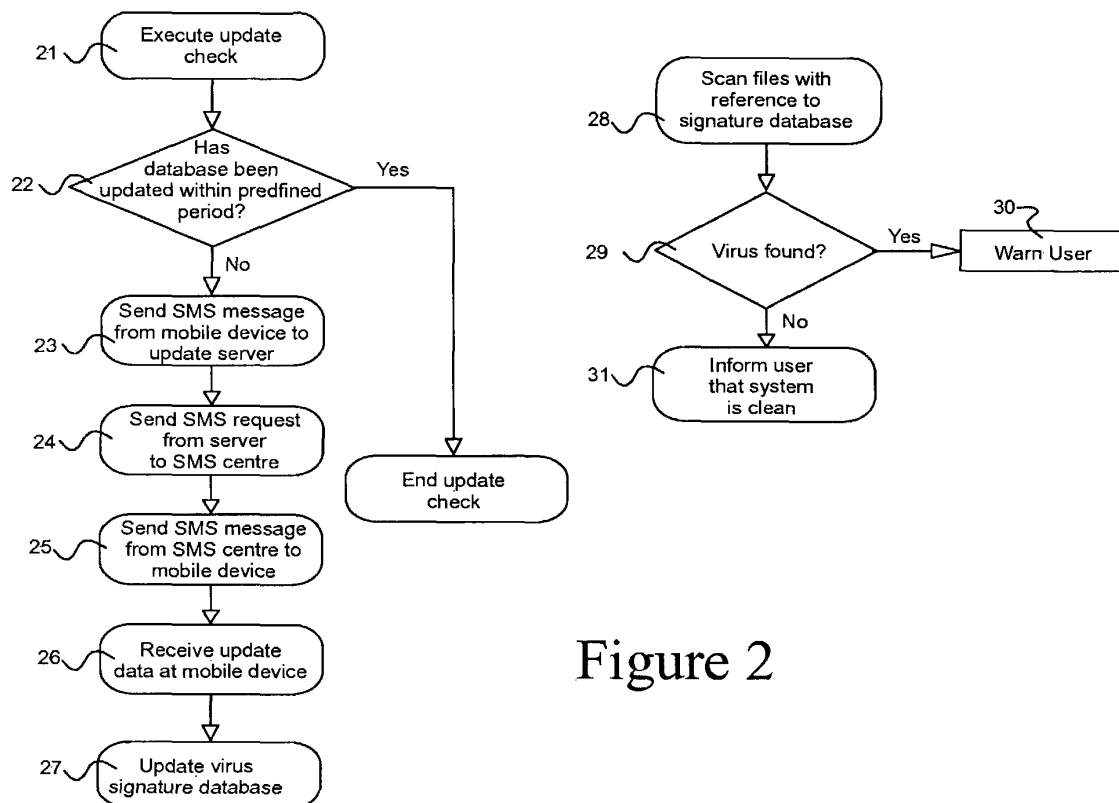 21
Execute update
check
22
Has
database been
updated within predfined
period?
Yes
No
23
Send SMS message
from mobile device to
update server
24
Send SMS request
from server
to SMS centre
End update
check
25
Send SMS message
from SMS centre to
mobile device
26
Receive update
data at mobile device
27
Update virus
signature database
28
Scan files with
reference to
signature database
29
Virus found?
Yes
30
Warn User
No
31
Inform user
that system
is clean
Figure 2